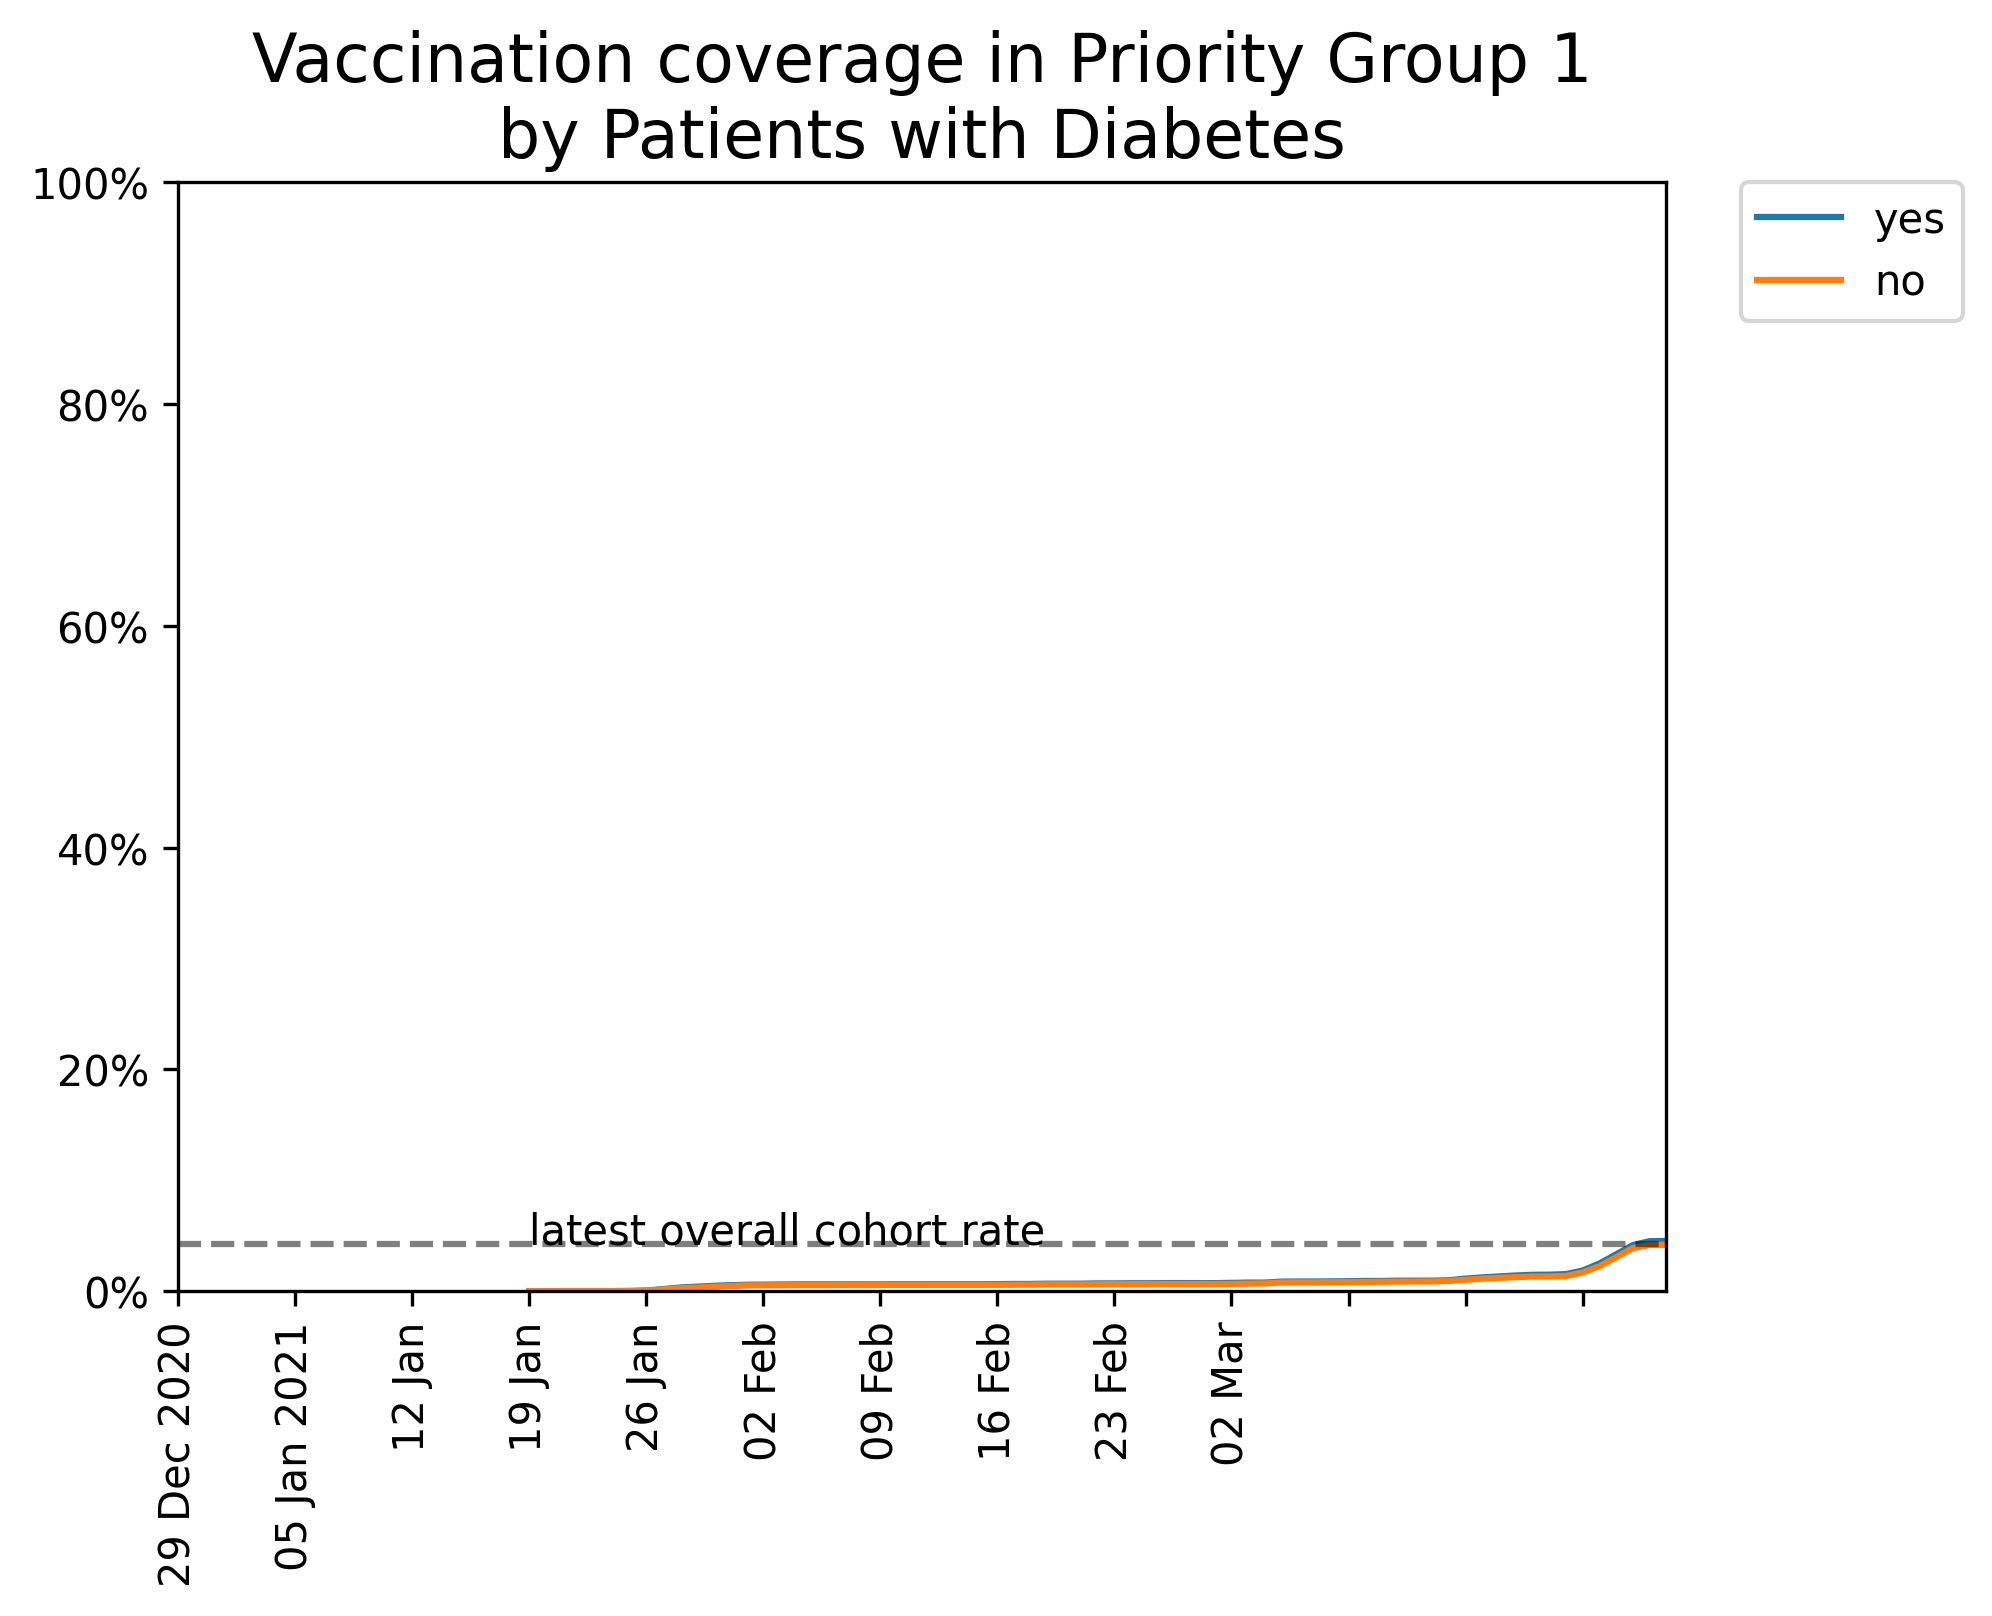 Vaccination coverage in Priority Group 1
by Patients with Diabetes
100%
80%
60%
40%
20%
0%
yes
no
latest overall cohort rate
29 Dec 2020
05 Jan 2021
12 Jan
19 Jan
26 Jan
02 Feb
09 Feb
16 Feb
23 Feb
02 Mar